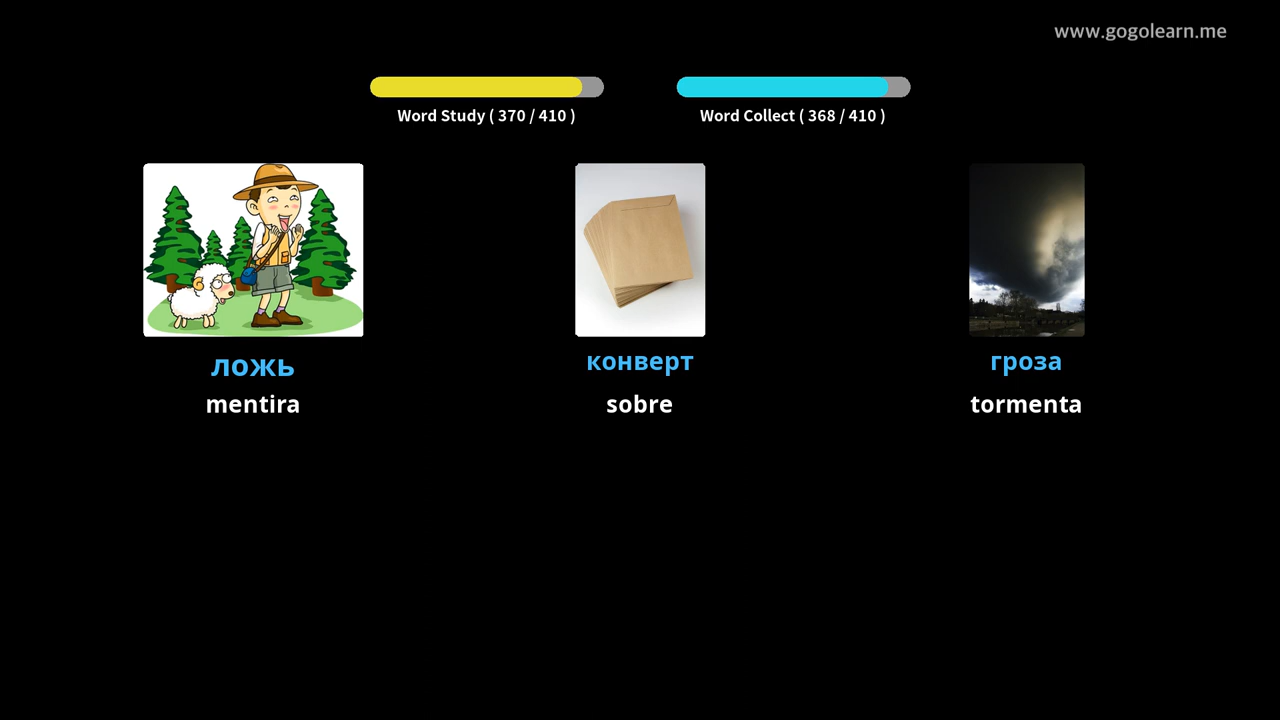 www.gogolearn.me
Word Study ( 370 / 410 )
Word Collect ( 368 / 410 )
ложь
mentira
конверт
sobre
гроза
tormenta